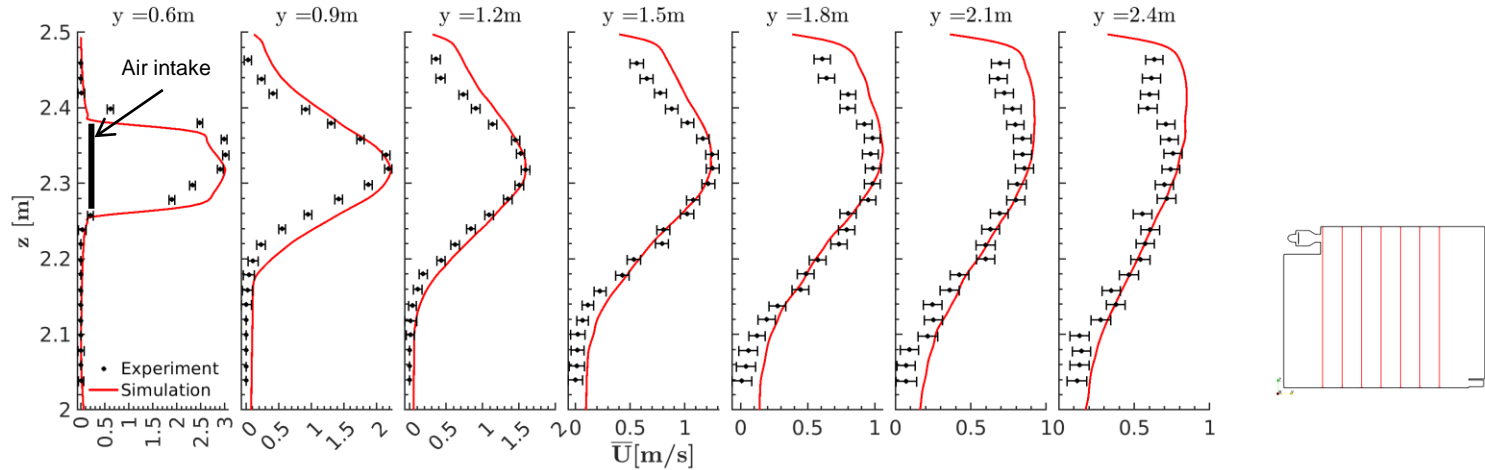 y =0.6m y =0.9m y =1.2m y =1.5m y =1.8m y =2.1m y =2.4m
2.5
Air intake
2.4
2.3
z [m]
2.2
2.1
Experiment
Simulation
2
0 0.5 1 1.5 2 2.5 3 0 0.5 1 1.5 2 0 0.5 1 1.5 2 0 0.5 1 0 0.5 1 0 0.5 1 0 0.5 1
U[m/s]